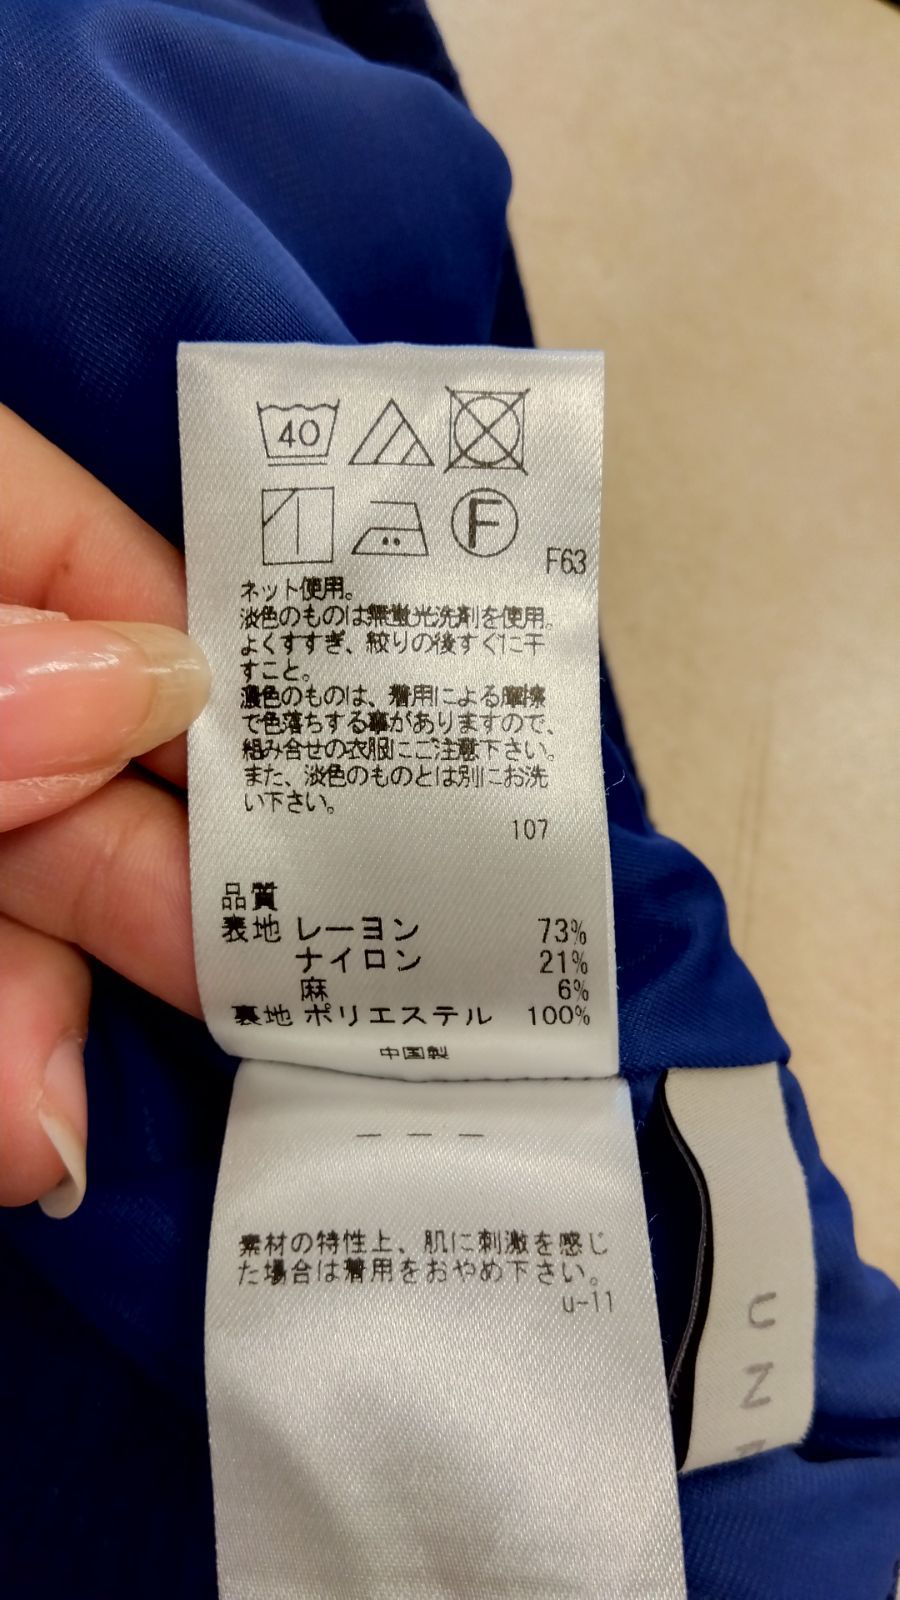 40
F
F63
ネット使用。
淡色のものは無蛍光洗剤を使用。
よくすすぎ、絞りの後すぐに干
すこと。
濃色のものは、着用による摩擦
で色落ちする事がありますので、
組み合せの衣服にご注意下さい。
また、淡色のものとは別にお洗
い下さい。
107
品質
表地 レーヨン 73%
ナイロン 21%
麻 6%
裏地 ポリエステル 100%
中国製
— — —
素材の特性上、肌に刺激を感じ
た場合は着用をおやめ下さい。
u-11
UN